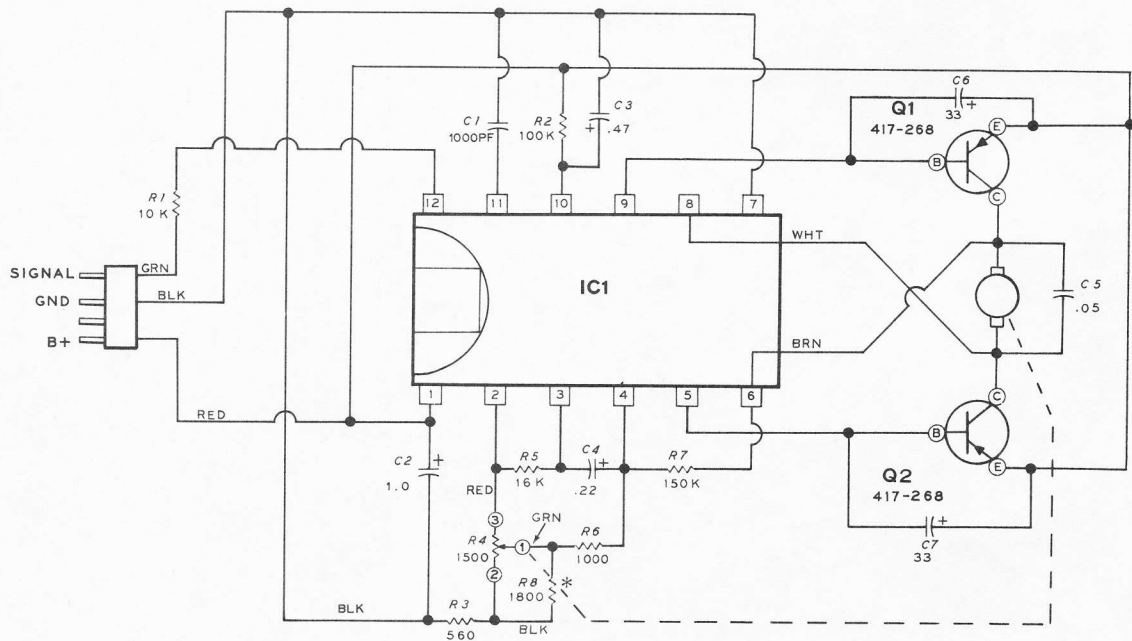 C6
33 +
Q1
417-268
E
B
C
C1
1000PF
R2
100K
C3
+ .47
R1
10K
12
11
10
9
8
7
WHT
SIGNAL
GRN
GND
BLK
B+
IC1
C5
.05
BRN
1
2
3
4
5
6
RED
C2
+
1.0
R5
16K
C4
+
.22
R7
150K
C
B
E
Q2
417-268
RED
3
GRN
R4
1500
1
R6
1000
2
R8 *
1800
+
C7
33
BLK
R3
560
BLK